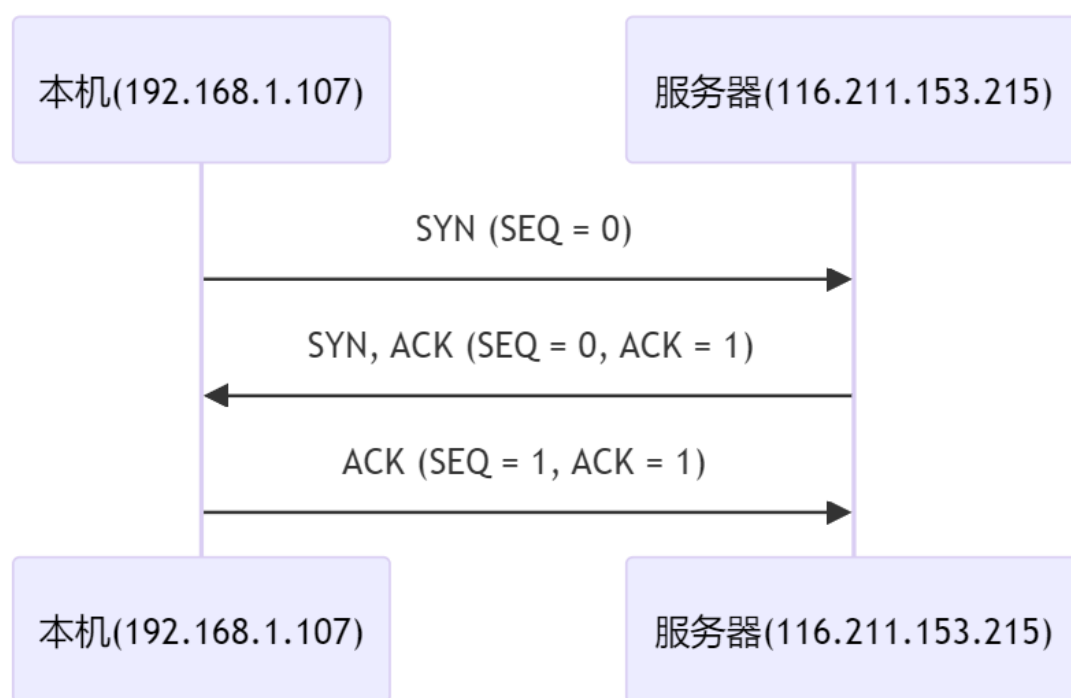 本机(192.168.1.107)
服务器(116.211.153.215)
SYN (SEQ = 0)
SYN, ACK (SEQ = 0, ACK = 1)
ACK (SEQ = 1, ACK = 1)
本机(192.168.1.107)
服务器(116.211.153.215)